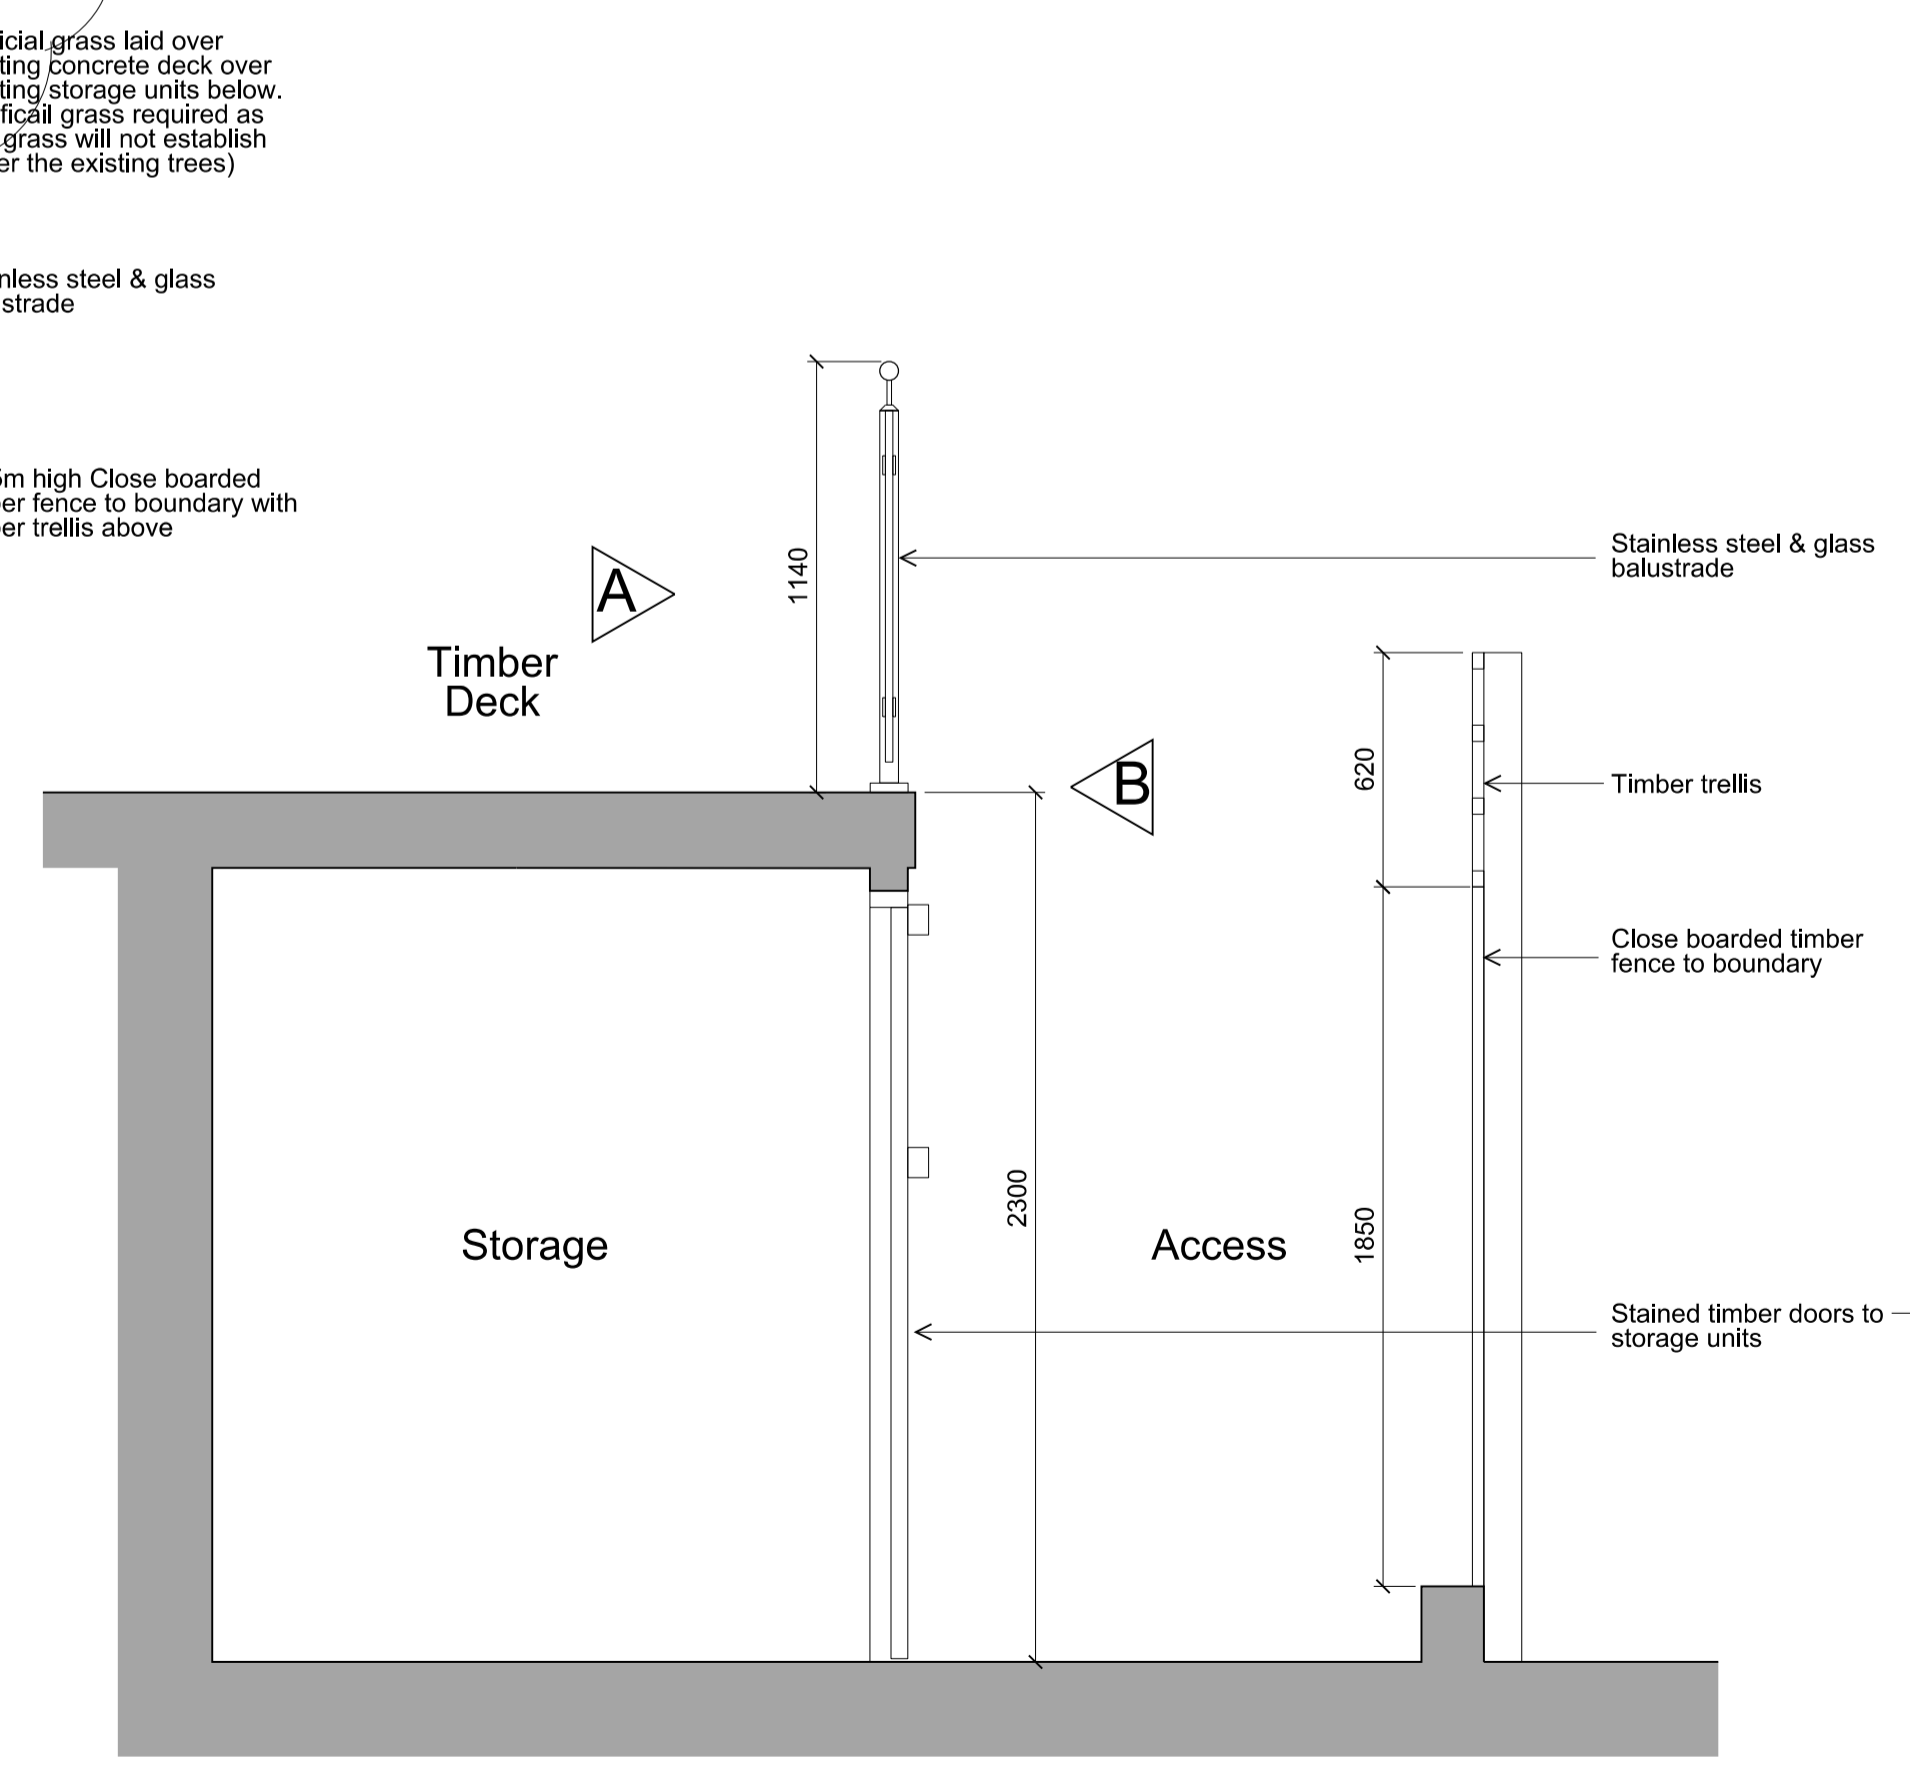 icial grass laid over
ting concrete deck over
ting storage units below.
ficail grass required as
grass will not establish
er the existing trees)
nless steel & glass
strade
5m high Close boarded
er fence to boundary with
er trellis above
A
Timber
Deck
1140
Stainless steel & glass
balustrade
B
620
Timber trellis
Close boarded timber
fence to boundary
Storage
2300
Access
1850
Stained timber doors to
storage units